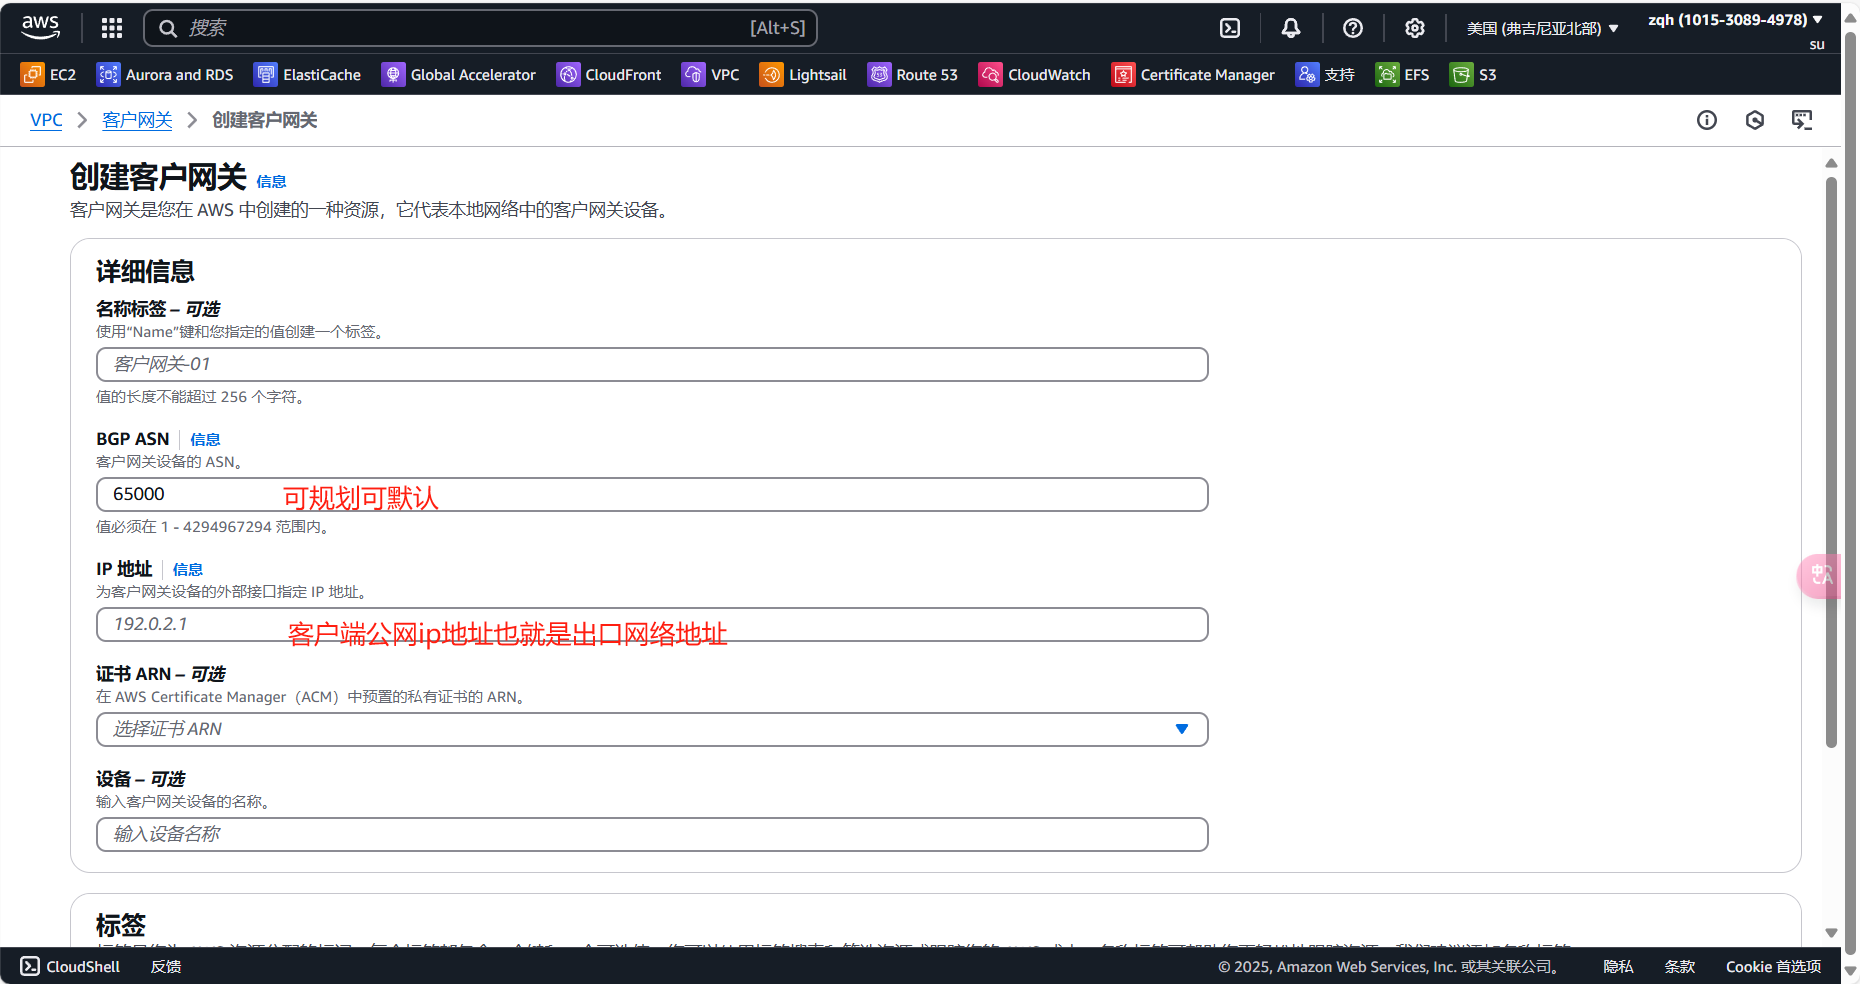 aws
搜索 [Alt+S]
美国 (弗吉尼亚北部)
zqh (1015-3089-4978)
su
EC2 Aurora and RDS ElastiCache Global Accelerator CloudFront VPC Lightsail Route 53 CloudWatch Certificate Manager 支持 EFS S3
VPC 客户网关 创建客户网关
创建客户网关 信息
客户网关是您在 AWS 中创建的一种资源，它代表本地网络中的客户网关设备。
详细信息
名称标签 – 可选
使用“Name”键和您指定的值创建一个标签。
客户网关-01
值的长度不能超过 256 个字符。
BGP ASN 信息
客户网关设备的 ASN。
65000 可规划可默认
值必须在 1 - 4294967294 范围内。
IP 地址 信息
为客户网关设备的外部接口指定 IP 地址。
192.0.2.1 客户端公网ip地址也就是出口网络地址
证书 ARN – 可选
在 AWS Certificate Manager（ACM）中预置的私有证书的 ARN。
选择证书 ARN
设备 – 可选
输入客户网关设备的名称。
输入设备名称
标签
CloudShell 反馈 © 2025, Amazon Web Services, Inc. 或其关联公司。 隐私 条款 Cookie 首选项